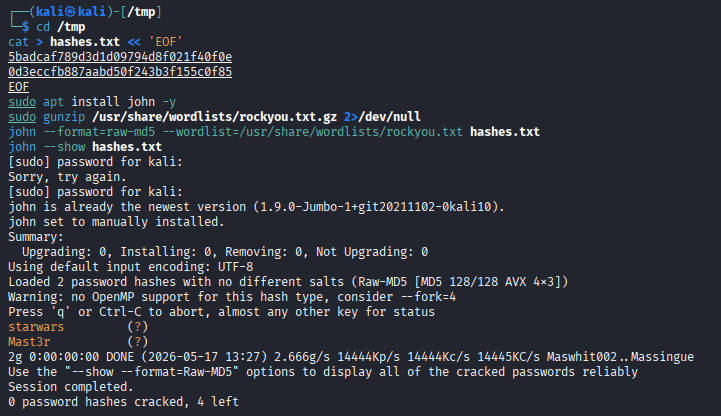 ┌──(kali㉿kali)-[/tmp]
└─$ cd /tmp
cat > hashes.txt << 'EOF'
5badcaf789d3d1d09794d8f021f40f0e
0d3eccfb887aabd50f243b3f155c0f85
EOF
sudo apt install john -y
sudo gunzip /usr/share/wordlists/rockyou.txt.gz 2>/dev/null
john --format=raw-md5 --wordlist=/usr/share/wordlists/rockyou.txt hashes.txt
john --show hashes.txt
[sudo] password for kali:
Sorry, try again.
[sudo] password for kali:
john is already the newest version (1.9.0-Jumbo-1+git20211102-0kali10).
john set to manually installed.
Summary:
  Upgrading: 0, Installing: 0, Removing: 0, Not Upgrading: 0
Using default input encoding: UTF-8
Loaded 2 password hashes with no different salts (Raw-MD5 [MD5 128/128 AVX 4×3])
Warning: no OpenMP support for this hash type, consider --fork=4
Press 'q' or Ctrl-C to abort, almost any other key for status
starwars         (?)
Mast3r           (?)
2g 0:00:00:00 DONE (2026-05-17 13:27) 2.666g/s 14444Kp/s 14444Kc/s 14445KC/s Maswhit002..Massingue
Use the "--show --format=Raw-MD5" options to display all of the cracked passwords reliably
Session completed.
0 password hashes cracked, 4 left